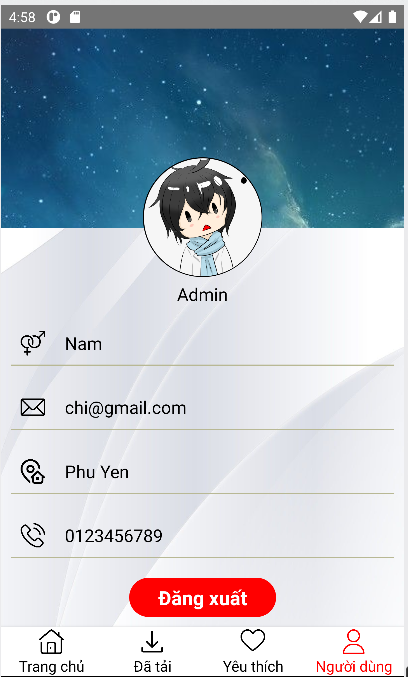 4:58
Admin
Nam
chi@gmail.com
Phu Yen
0123456789
Đăng xuất
Trang chủ Đã tải Yêu thích Người dùng